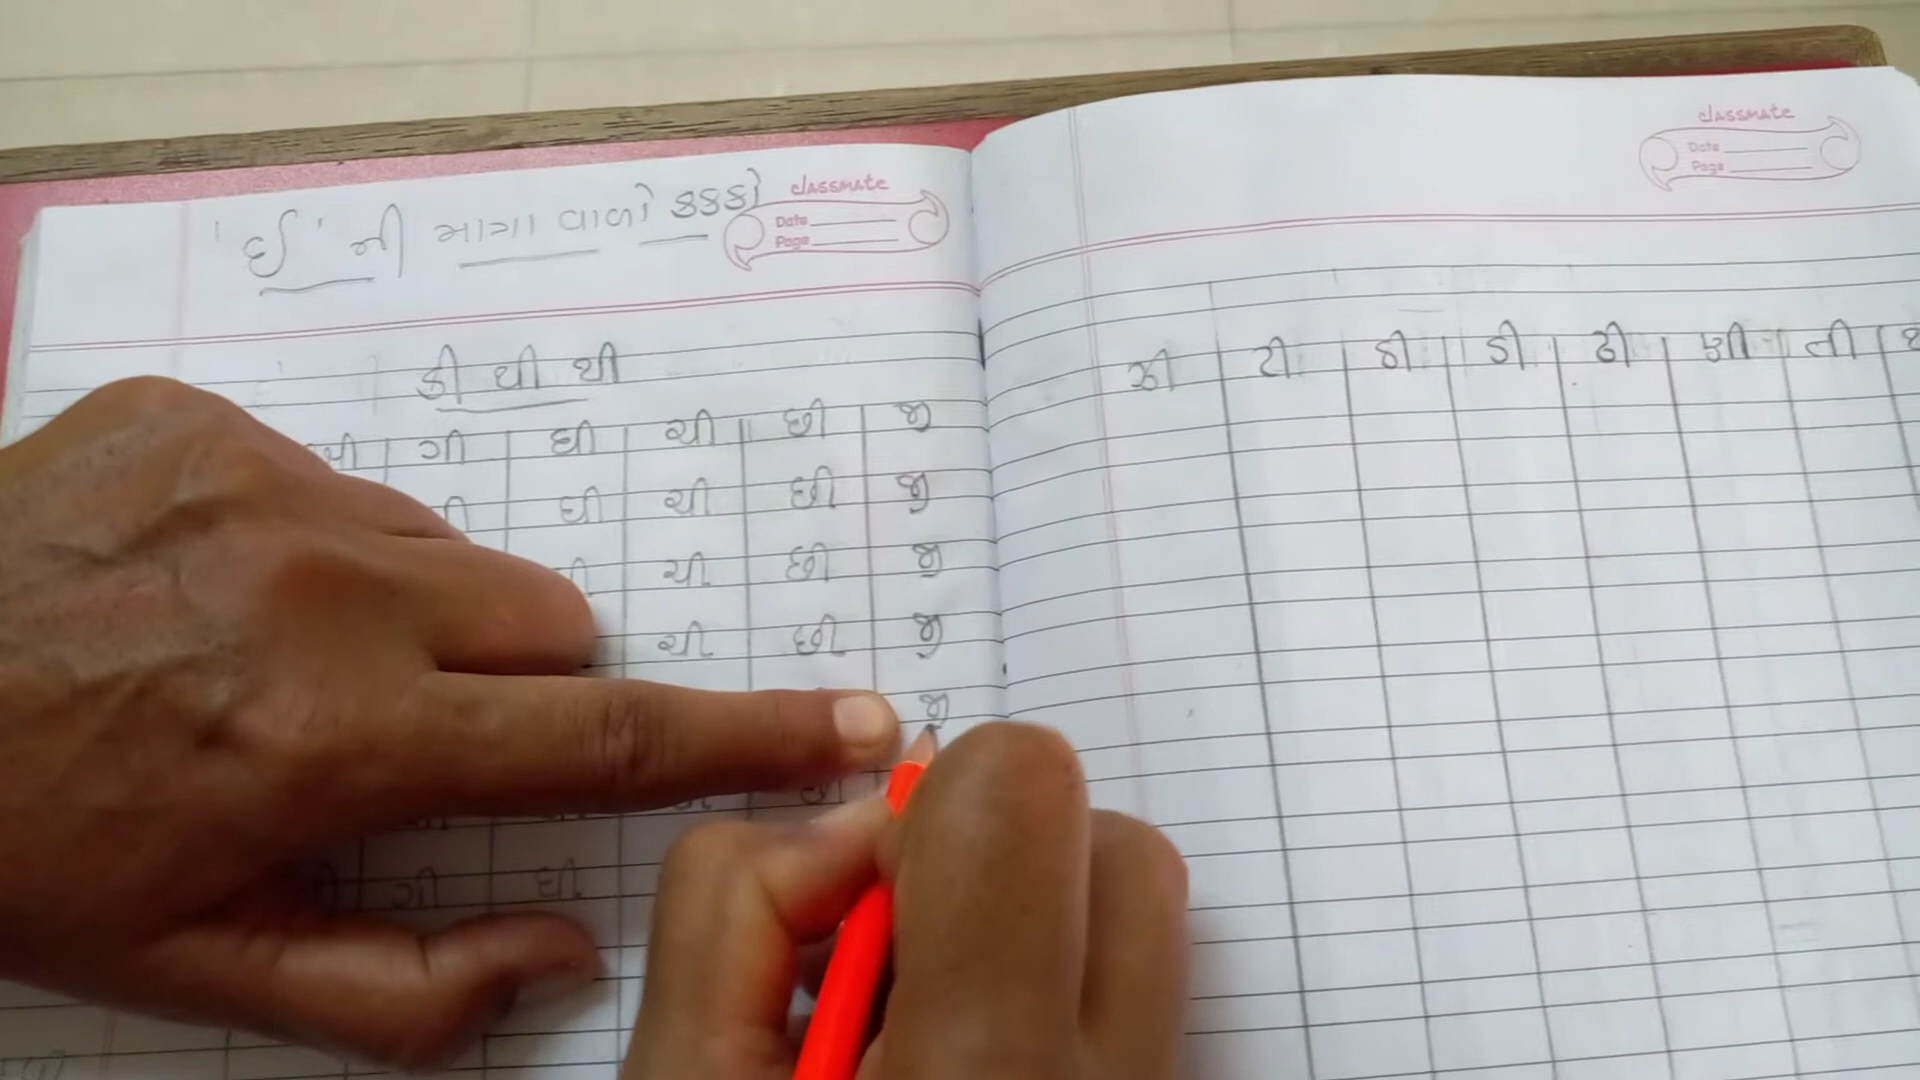 'ઈ' ની માત્રા વાળો કક્કો
classmate
Date
Page
કી થી થી
ખી ગી ઘી ચી છી જી
ઘી ચી છી જી
ચી છી જી
ચી છી જી
જી
ગી ઘી
classmate
Date
Page
ઝી ટી ઠી ડી ઢી ણી તી